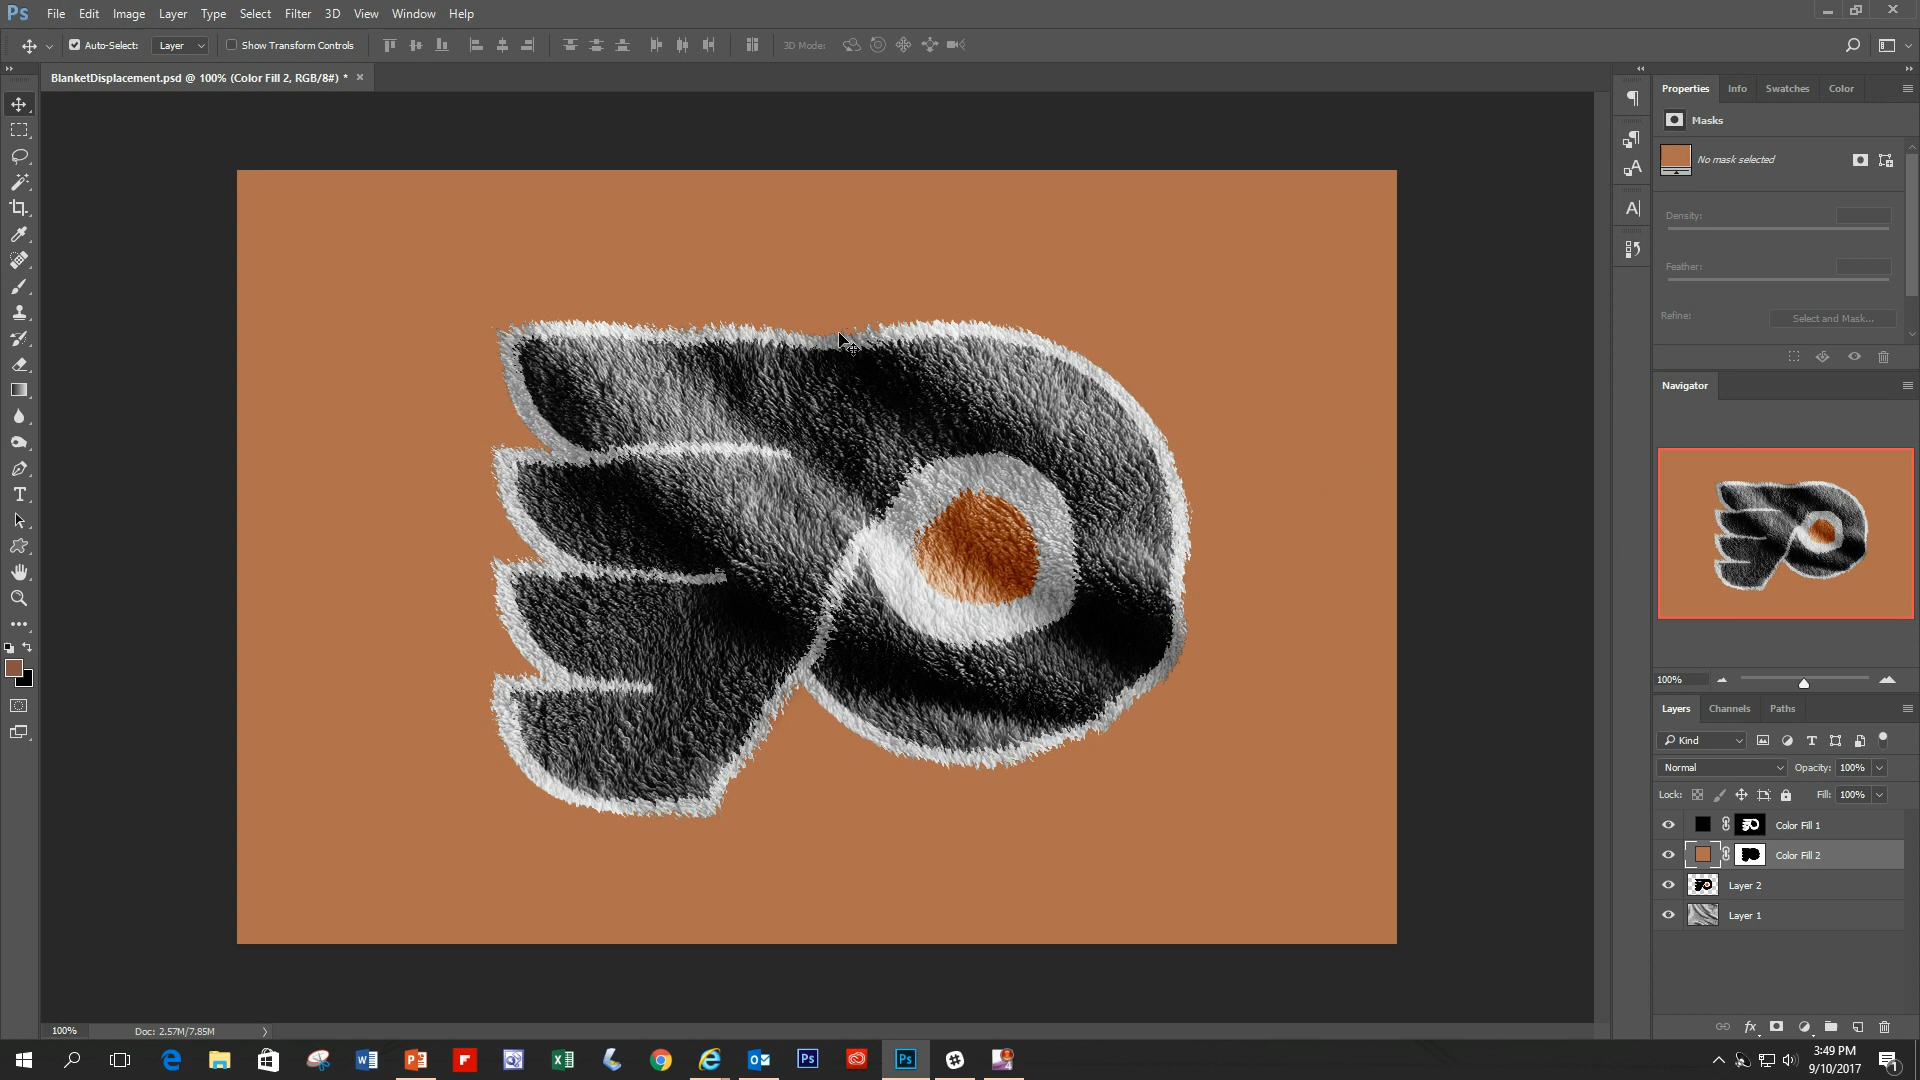 Ps File Edit Image Layer Type Select Filter 3D View Window Help
Auto-Select: Layer Show Transform Controls 3D Mode:
BlanketDisplacement.psd @ 100% (Color Fill 2, RGB/8#) * ×
Properties Info Swatches Color
Masks
No mask selected
Density:
Feather:
Refine: Select and Mask...
Navigator
100%
Layers Channels Paths
Kind
Normal Opacity: 100%
Lock: Fill: 100%
Color Fill 1
Color Fill 2
Layer 2
Layer 1
fx
100% Doc: 2.57M/7.85M
3:49 PM
9/10/2017